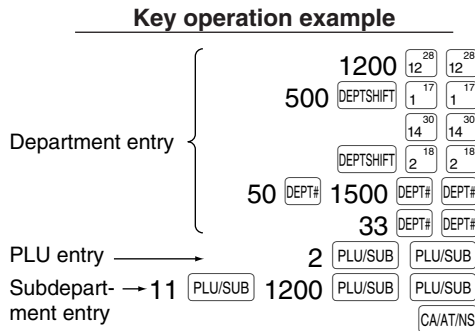 Key operation example
1200 12 28 12 28
500 DEPTSHIFT 1 17 1 17
14 30 14 30
Department entry
DEPTSHIFT 2 18 2 18
50 DEPT# 1500 DEPT# DEPT#
33 DEPT# DEPT#
PLU entry 2 PLU/SUB PLU/SUB
Subdepart- 11 PLU/SUB 1200 PLU/SUB PLU/SUB
ment entry
CA/AT/NS